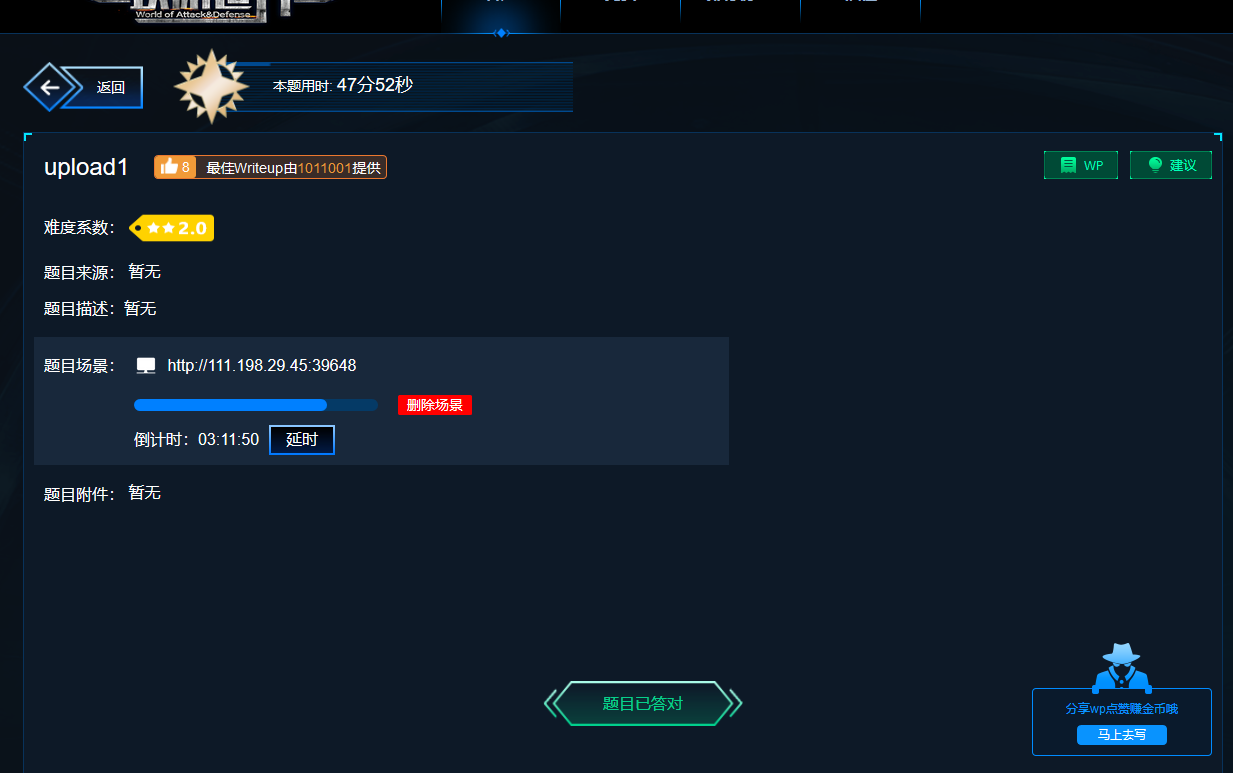 World of Attack&Defense
返回
本题用时: 47分52秒
upload1
8 最佳Writeup由1011001提供
WP
建议
难度系数： 2.0
题目来源： 暂无
题目描述： 暂无
题目场景： http://111.198.29.45:39648
删除场景
倒计时： 03:11:50 延时
题目附件： 暂无
题目已答对
分享wp点赞赚金币哦
马上去写